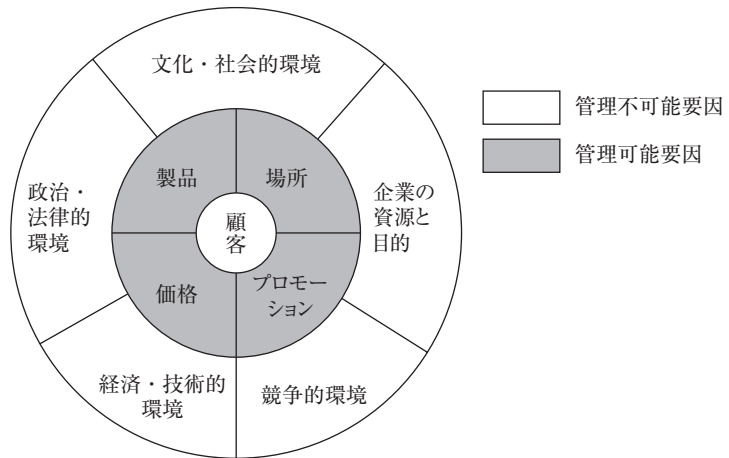 文化・社会的環境
管理不可能要因
管理可能要因
製品
場所
政治・
法律的
環境
顧
客
企業の
資源と
目的
価格
プロモー
ション
経済・技術的
環境
競争的環境